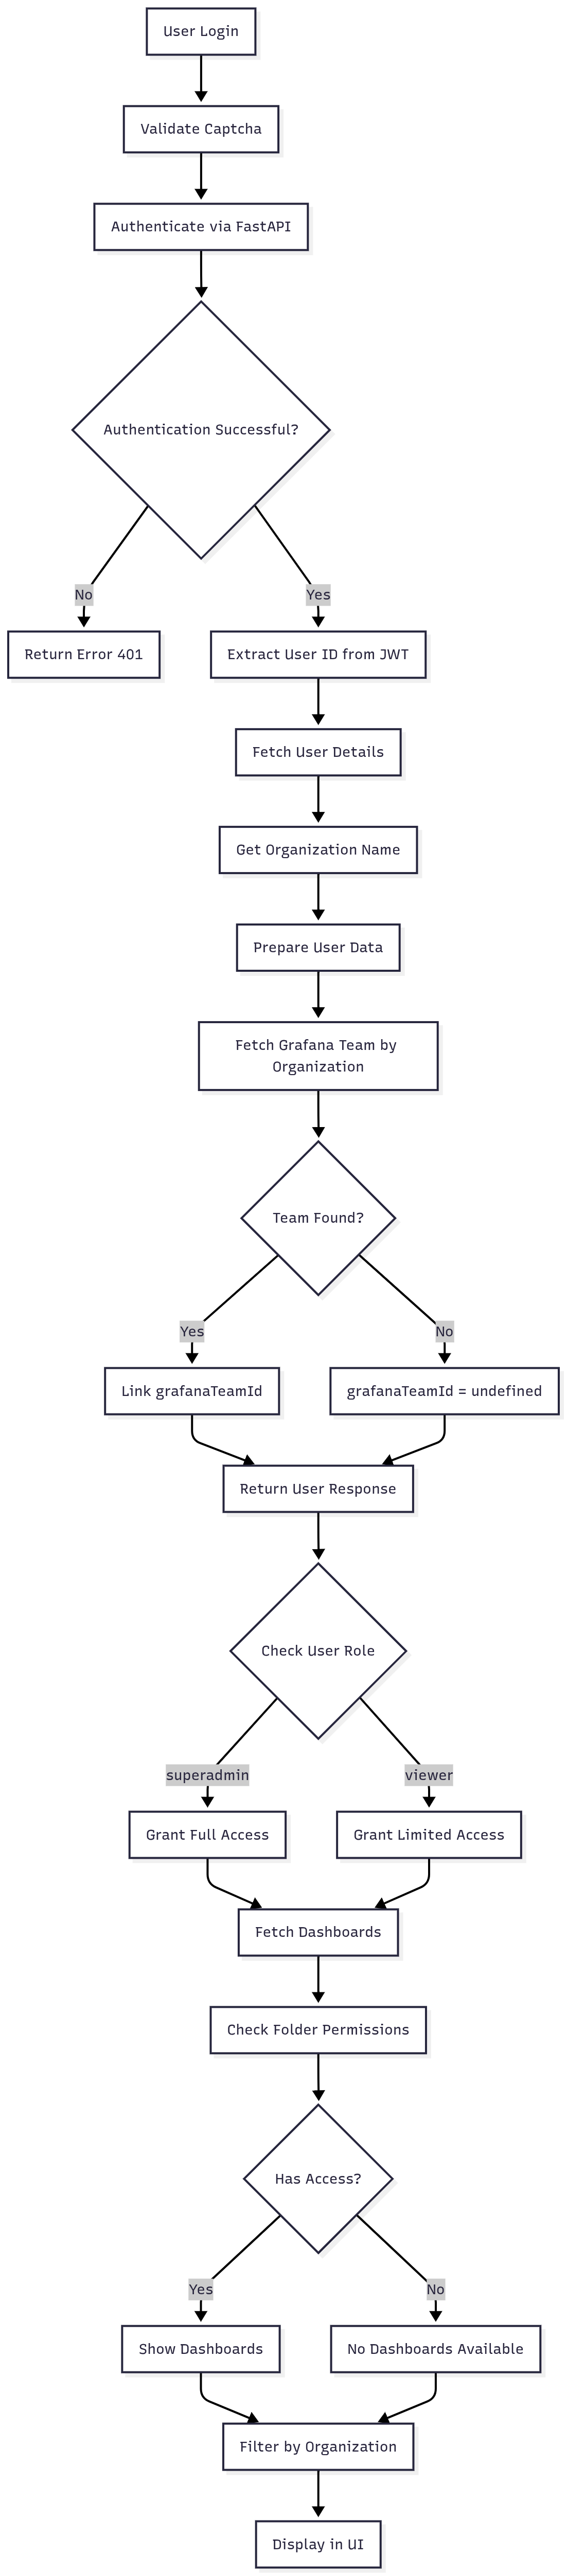 User Login
Validate Captcha
Authenticate via FastAPI
Authentication Successful?
No
Yes
Return Error 401
Extract User ID from JWT
Fetch User Details
Get Organization Name
Prepare User Data
Fetch Grafana Team by
Organization
Team Found?
Yes
No
Link grafanaTeamId
grafanaTeamId = undefined
Return User Response
Check User Role
superadmin
viewer
Grant Full Access
Grant Limited Access
Fetch Dashboards
Check Folder Permissions
Has Access?
Yes
No
Show Dashboards
No Dashboards Available
Filter by Organization
Display in UI